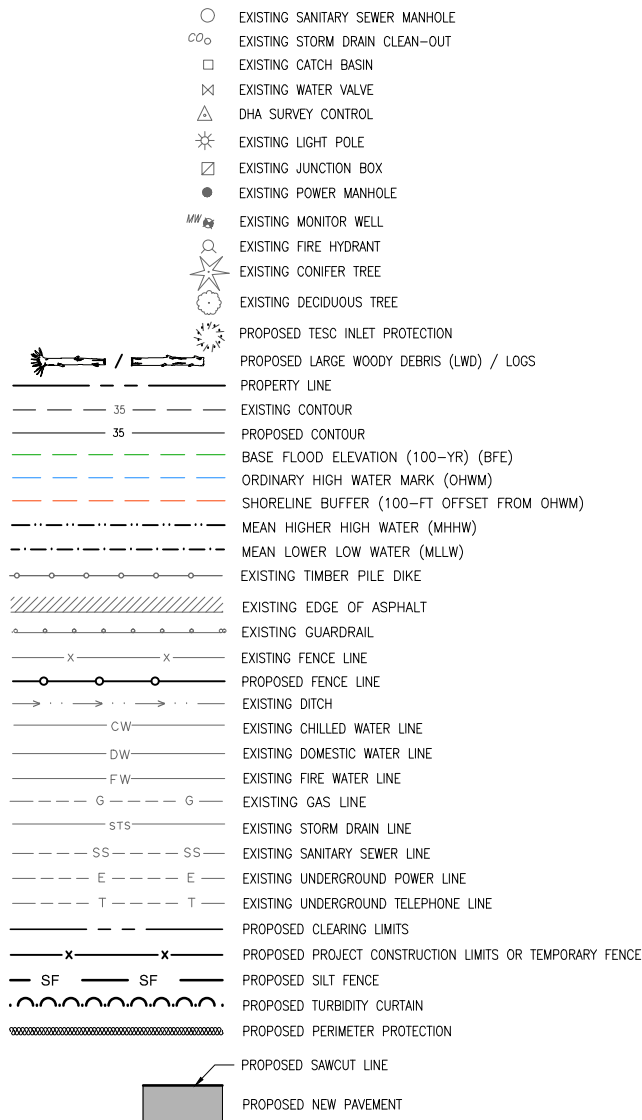 EXISTING SANITARY SEWER MANHOLE
CO EXISTING STORM DRAIN CLEAN-OUT
EXISTING CATCH BASIN
EXISTING WATER VALVE
DHA SURVEY CONTROL
EXISTING LIGHT POLE
EXISTING JUNCTION BOX
EXISTING POWER MANHOLE
MW EXISTING MONITOR WELL
EXISTING FIRE HYDRANT
EXISTING CONIFER TREE
EXISTING DECIDUOUS TREE
PROPOSED TESC INLET PROTECTION
/ PROPOSED LARGE WOODY DEBRIS (LWD) / LOGS
PROPERTY LINE
35 EXISTING CONTOUR
35 PROPOSED CONTOUR
BASE FLOOD ELEVATION (100-YR) (BFE)
ORDINARY HIGH WATER MARK (OHWM)
SHORELINE BUFFER (100-FT OFFSET FROM OHWM)
MEAN HIGHER HIGH WATER (MHHW)
MEAN LOWER LOW WATER (MLLW)
EXISTING TIMBER PILE DIKE
EXISTING EDGE OF ASPHALT
EXISTING GUARDRAIL
X X EXISTING FENCE LINE
PROPOSED FENCE LINE
EXISTING DITCH
CW EXISTING CHILLED WATER LINE
DW EXISTING DOMESTIC WATER LINE
FW EXISTING FIRE WATER LINE
G G EXISTING GAS LINE
STS EXISTING STORM DRAIN LINE
SS SS EXISTING SANITARY SEWER LINE
E E EXISTING UNDERGROUND POWER LINE
T T EXISTING UNDERGROUND TELEPHONE LINE
PROPOSED CLEARING LIMITS
x x PROPOSED PROJECT CONSTRUCTION LIMITS OR TEMPORARY FENCE
SF SF PROPOSED SILT FENCE
PROPOSED TURBIDITY CURTAIN
PROPOSED PERIMETER PROTECTION
PROPOSED SAWCUT LINE
PROPOSED NEW PAVEMENT